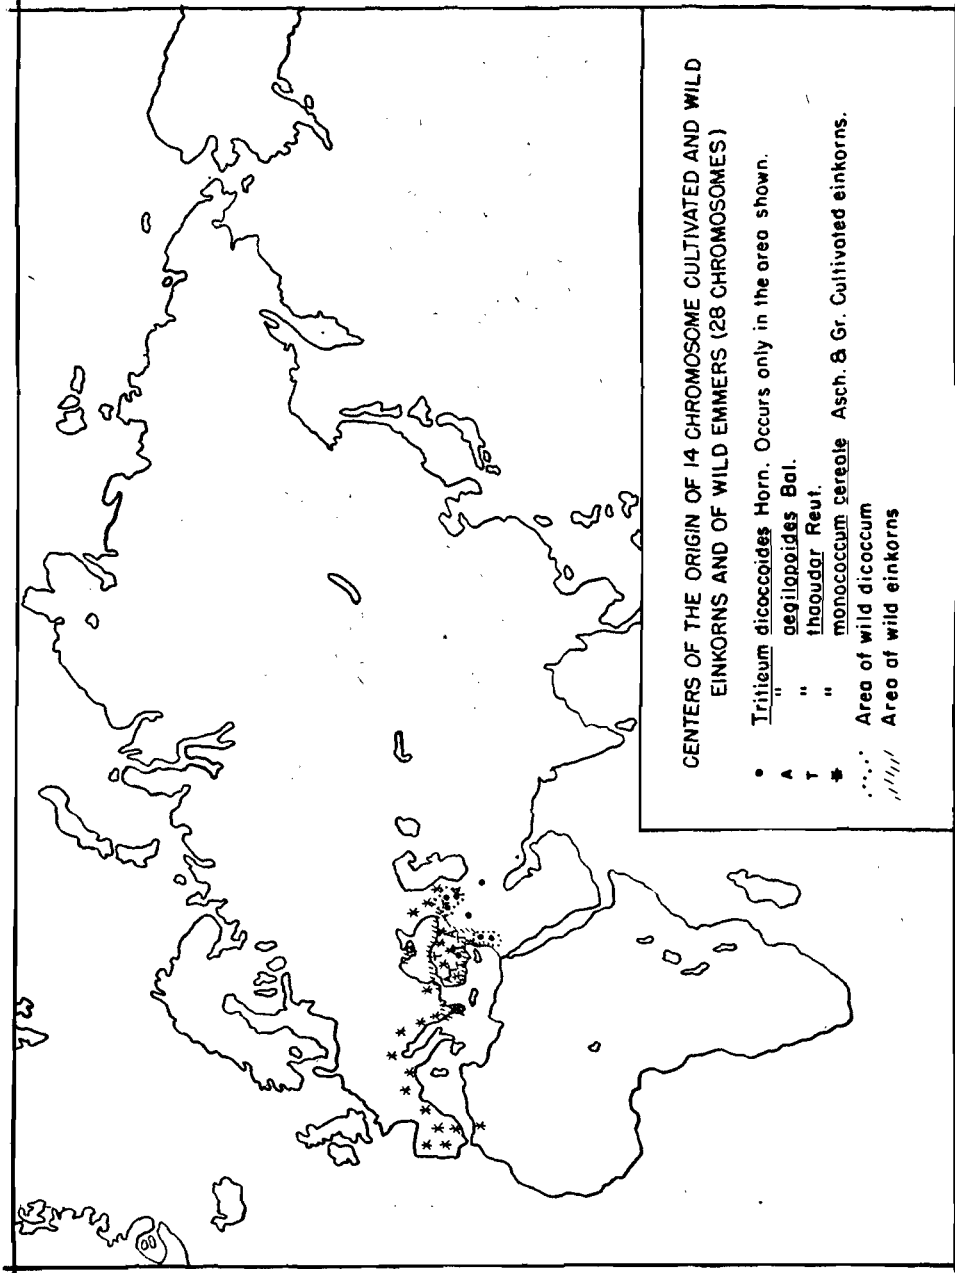 CENTERS OF THE ORIGIN OF 14 CHROMOSOME CULTIVATED AND WILD
EINKORNS AND OF WILD EMMERS (28 CHROMOSOMES)
• Triticum dicoccoides Horn. Occurs only in the area shown.
A " aegilopoides Bal.
T " thaoudar Reut.
* " monococcum cereale Asch. & Gr. Cultivated einkorns.
Area of wild dicoccum
Area of wild einkorns